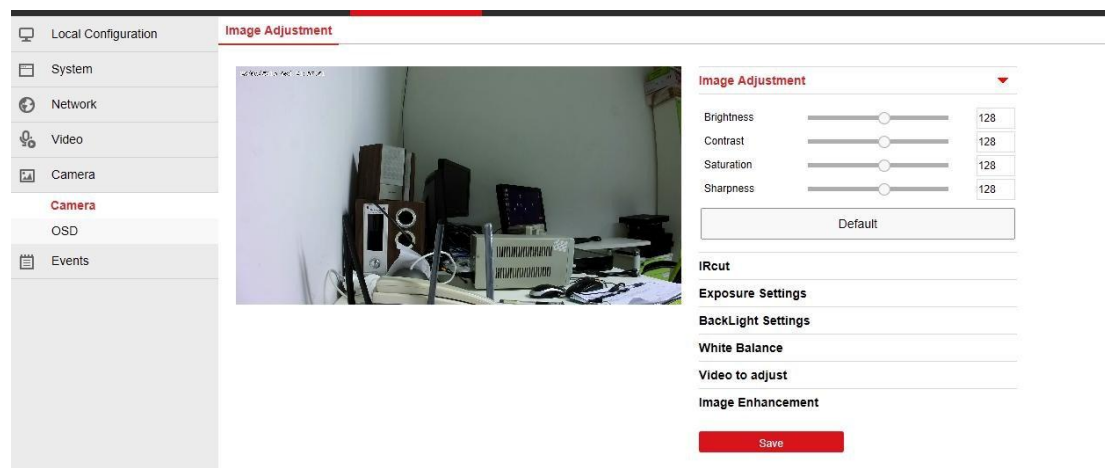 Local Configuration
System
Network
Video
Camera
Camera
OSD
Events
Image Adjustment
Image Adjustment
Brightness 128
Contrast 128
Saturation 128
Sharpness 128
Default
IRcut
Exposure Settings
BackLight Settings
White Balance
Video to adjust
Image Enhancement
Save